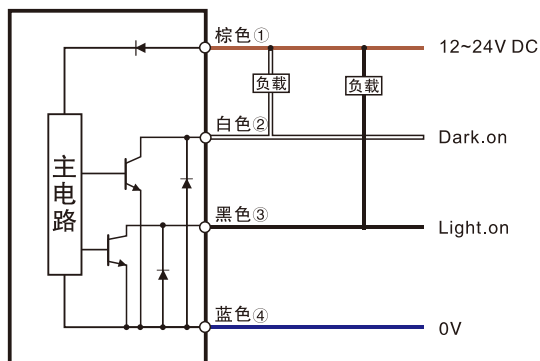 棕色①
12~24V DC
负载
负载
白色②
Dark.on
主电路
黑色③
Light.on
蓝色④
0V